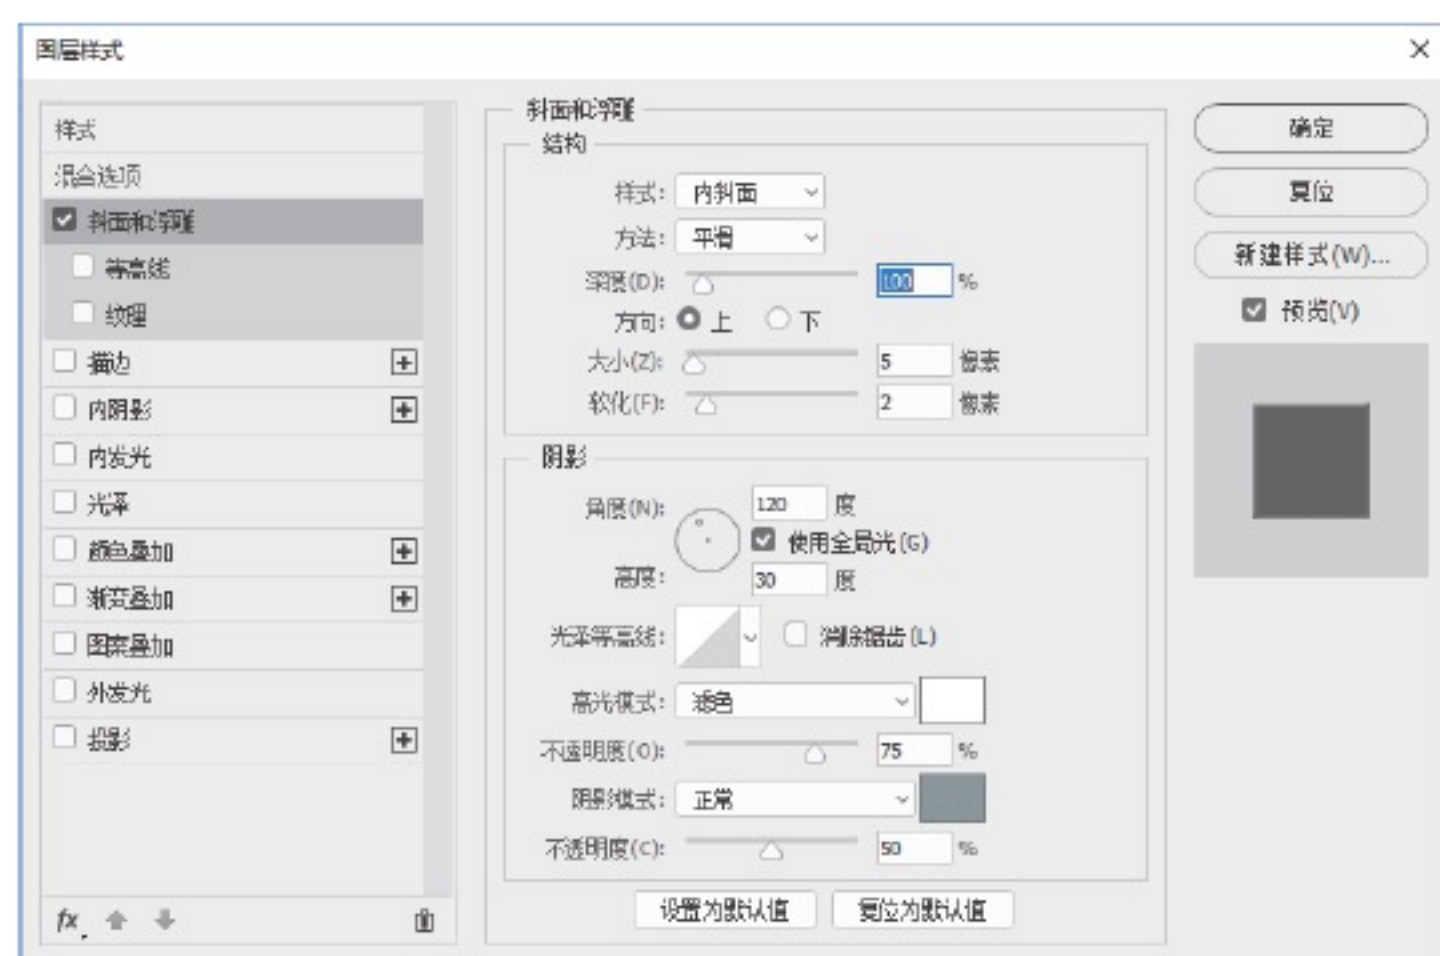 图层样式
样式
混合选项
斜面和浮雕
等高线
纹理
描边
内阴影
内发光
光泽
颜色叠加
渐变叠加
图案叠加
外发光
投影
fx
斜面和浮雕
结构
样式: 内斜面
方法: 平滑
深度(D): 100 %
方向: 上 下
大小(Z): 5 像素
软化(F): 2 像素
阴影
角度(N): 120 度
使用全局光(G)
高度: 30 度
光泽等高线: 消除锯齿(L)
高光模式: 滤色
不透明度(O): 75 %
阴影模式: 正常
不透明度(C): 50 %
设置为默认值 复位为默认值
确定
复位
新建样式(W)...
预览(V)